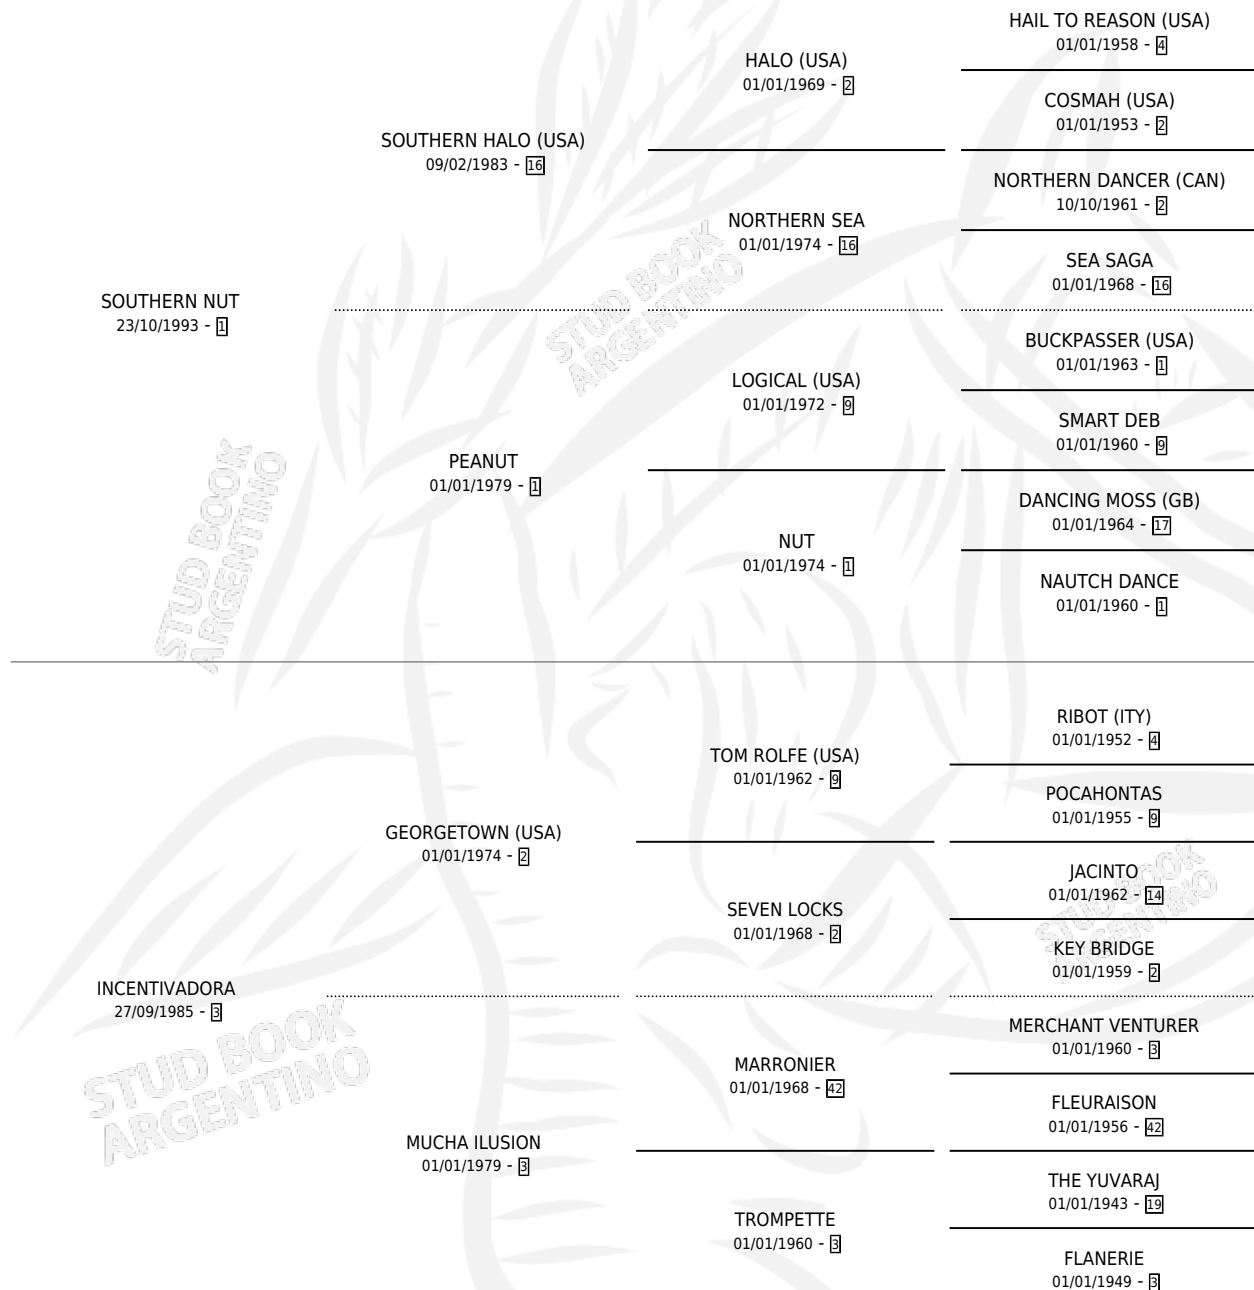 HAIL TO REASON (USA)
01/01/1958 - 4
HALO (USA)
01/01/1969 - 2
COSMAH (USA)
01/01/1953 - 2
SOUTHERN HALO (USA)
09/02/1983 - 16
NORTHERN DANCER (CAN)
10/10/1961 - 2
NORTHERN SEA
01/01/1974 - 16
SEA SAGA
01/01/1968 - 16
SOUTHERN NUT
23/10/1993 - 1
BUCKPASSER (USA)
01/01/1963 - 1
LOGICAL (USA)
01/01/1972 - 9
SMART DEB
01/01/1960 - 9
PEANUT
01/01/1979 - 1
DANCING MOSS (GB)
01/01/1964 - 17
NUT
01/01/1974 - 1
NAUTCH DANCE
01/01/1960 - 1
RIBOT (ITY)
01/01/1952 - 4
TOM ROLFE (USA)
01/01/1962 - 9
POCAHONTAS
01/01/1955 - 9
GEORGETOWN (USA)
01/01/1974 - 2
JACINTO
01/01/1962 - 14
SEVEN LOCKS
01/01/1968 - 2
KEY BRIDGE
01/01/1959 - 2
INCENTIVADORA
27/09/1985 - 3
MERCHANT VENTURER
01/01/1960 - 3
MARRONIER
01/01/1968 - 42
FLEURAISON
01/01/1956 - 42
MUCHA ILUSION
01/01/1979 - 3
THE YUVARAJ
01/01/1943 - 19
TROMPETTE
01/01/1960 - 3
FLANERIE
01/01/1949 - 3
STUD BOOK
ARGENTINO
STUD BOOK
ARGENTINO
STUD BOOK
ARGENTINO
STUD BOOK
ARGENTINO